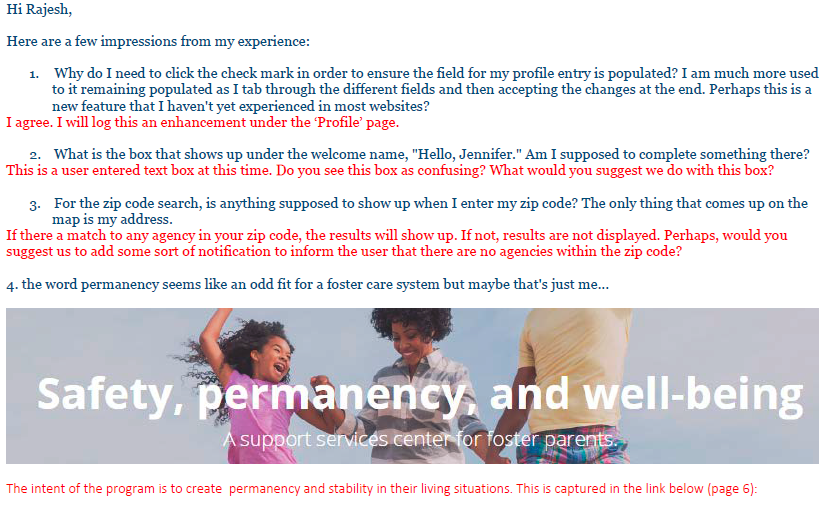 Hi Rajesh,
Here are a few impressions from my experience:
1. Why do I need to click the check mark in order to ensure the field for my profile entry is populated? I am much more used
to it remaining populated as I tab through the different fields and then accepting the changes at the end. Perhaps this is a
new feature that I haven't yet experienced in most websites?
I agree. I will log this an enhancement under the ‘Profile’ page.
2. What is the box that shows up under the welcome name, "Hello, Jennifer." Am I supposed to complete something there?
This is a user entered text box at this time. Do you see this box as confusing? What would you suggest we do with this box?
3. For the zip code search, is anything supposed to show up when I enter my zip code? The only thing that comes up on the
map is my address.
If there a match to any agency in your zip code, the results will show up. If not, results are not displayed. Perhaps, would you
suggest us to add some sort of notification to inform the user that there are no agencies within the zip code?
4. the word permanency seems like an odd fit for a foster care system but maybe that's just me...
Safety, permanency, and well-being
A support services center for foster parents.
The intent of the program is to create permanency and stability in their living situations. This is captured in the link below (page 6):